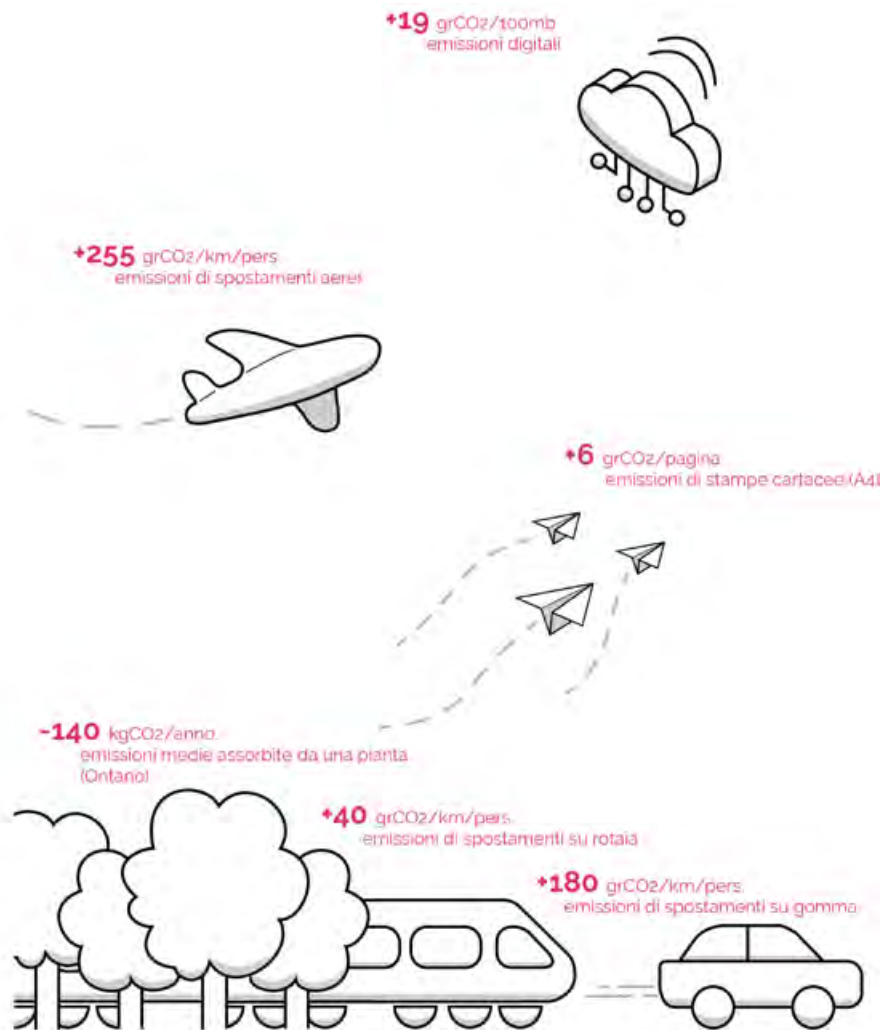 +19 grCO2/100mb
emissioni digitali
+255 grCO2/km/pers.
emissioni di spostamenti aerei
+6 grCO2/pagina
emissioni di stampe cartacee (A4)
-140 kgCO2/anno.
emissioni medie assorbite da una pianta
(Ontano)
+40 grCO2/km/pers.
emissioni di spostamenti su rotaia
+180 grCO2/km/pers.
emissioni di spostamenti su gomma